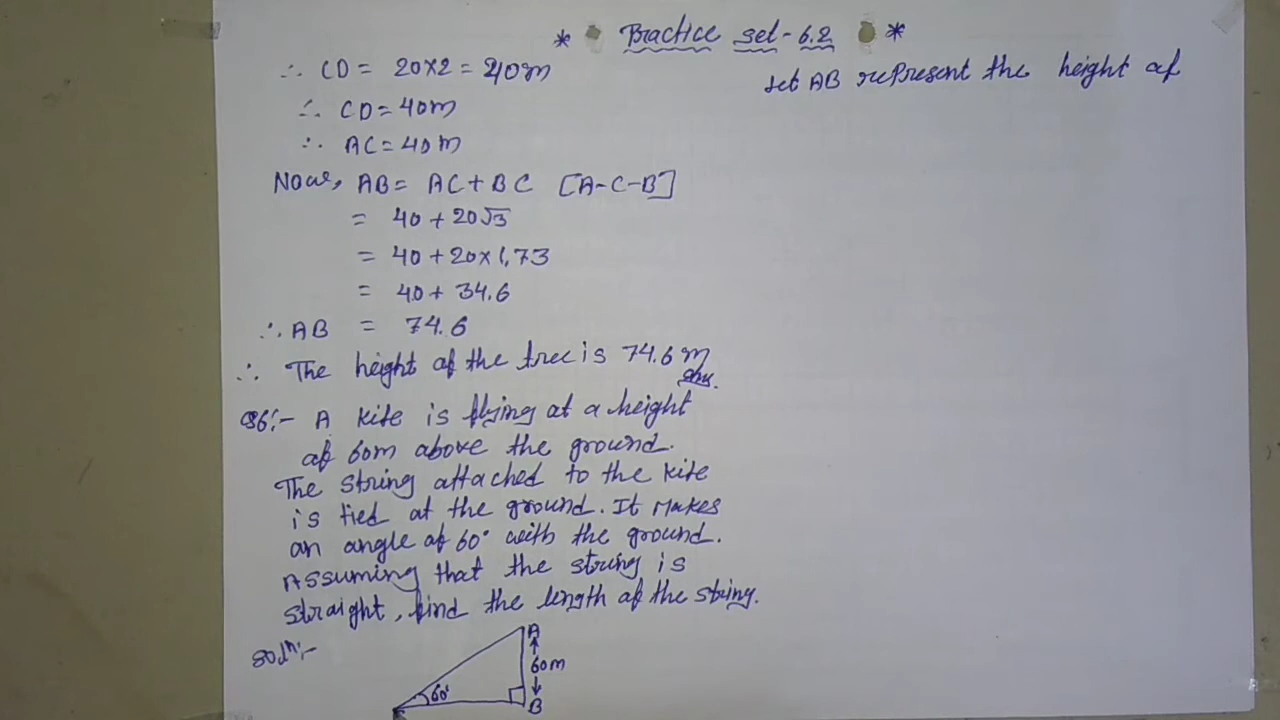 * Practice set - 6.2 *
∴ CD = 20×2 = 40m
∴ CD = 40m
∴ AC = 40m
Now, AB = AC + BC [A-C-B]
= 40 + 20√3
= 40 + 20×1.73
= 40 + 34.6
∴ AB = 74.6
∴ The height of the tree is 74.6 m
Ans.
Q6:- A kite is flying at a height
of 60m above the ground.
The string attached to the kite
is tied at the ground. It makes
an angle of 60° with the ground.
Assuming that the string is
straight, find the length of the string.
Soln:-
A
60m
60°
B
Let AB represent the height of